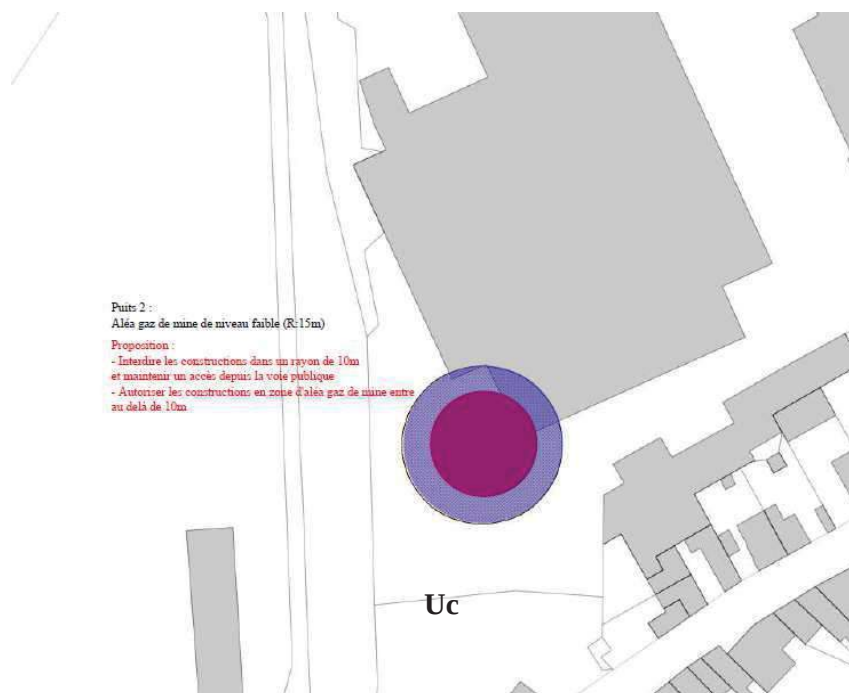 Puits 2 :
Aléa gaz de mine de niveau faible (R:15m)
Proposition :
- Interdire les constructions dans un rayon de 10m
et maintenir un accès depuis la voie publique
- Autoriser les constructions en zone d'aléa gaz de mine entre
au delà de 10m
Uc